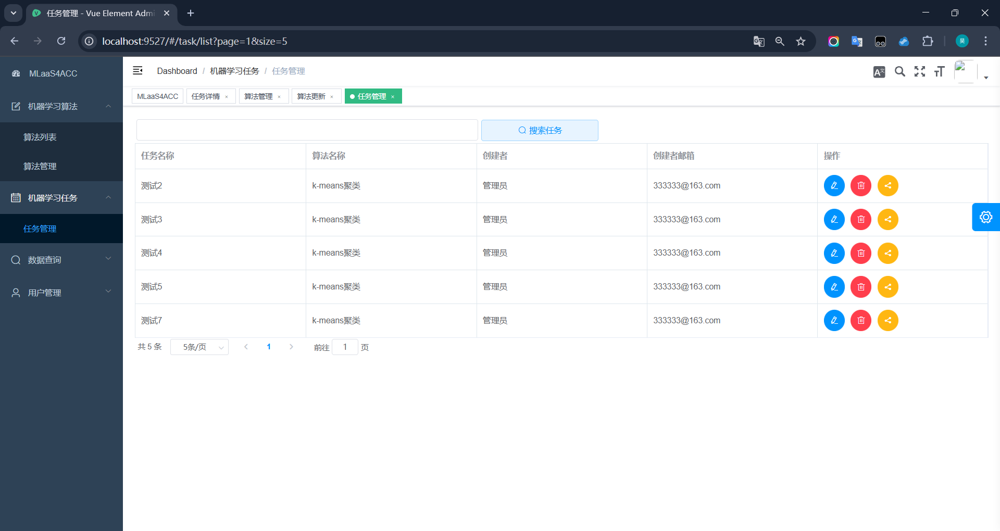 任务管理 - Vue Element Admi
localhost:9527/#/task/list?page=1&size=5
吴
MLaaS4ACC
机器学习算法
算法列表
算法管理
机器学习任务
任务管理
数据查询
用户管理
Dashboard / 机器学习任务 / 任务管理
MLaaS4ACC 任务详情 × 算法管理 × 算法更新 × 任务管理 ×
搜索任务
任务名称 算法名称 创建者 创建者邮箱 操作
测试2 k-means聚类 管理员 333333@163.com
测试3 k-means聚类 管理员 333333@163.com
测试4 k-means聚类 管理员 333333@163.com
测试5 k-means聚类 管理员 333333@163.com
测试7 k-means聚类 管理员 333333@163.com
共 5 条 5条/页 1 前往 1 页